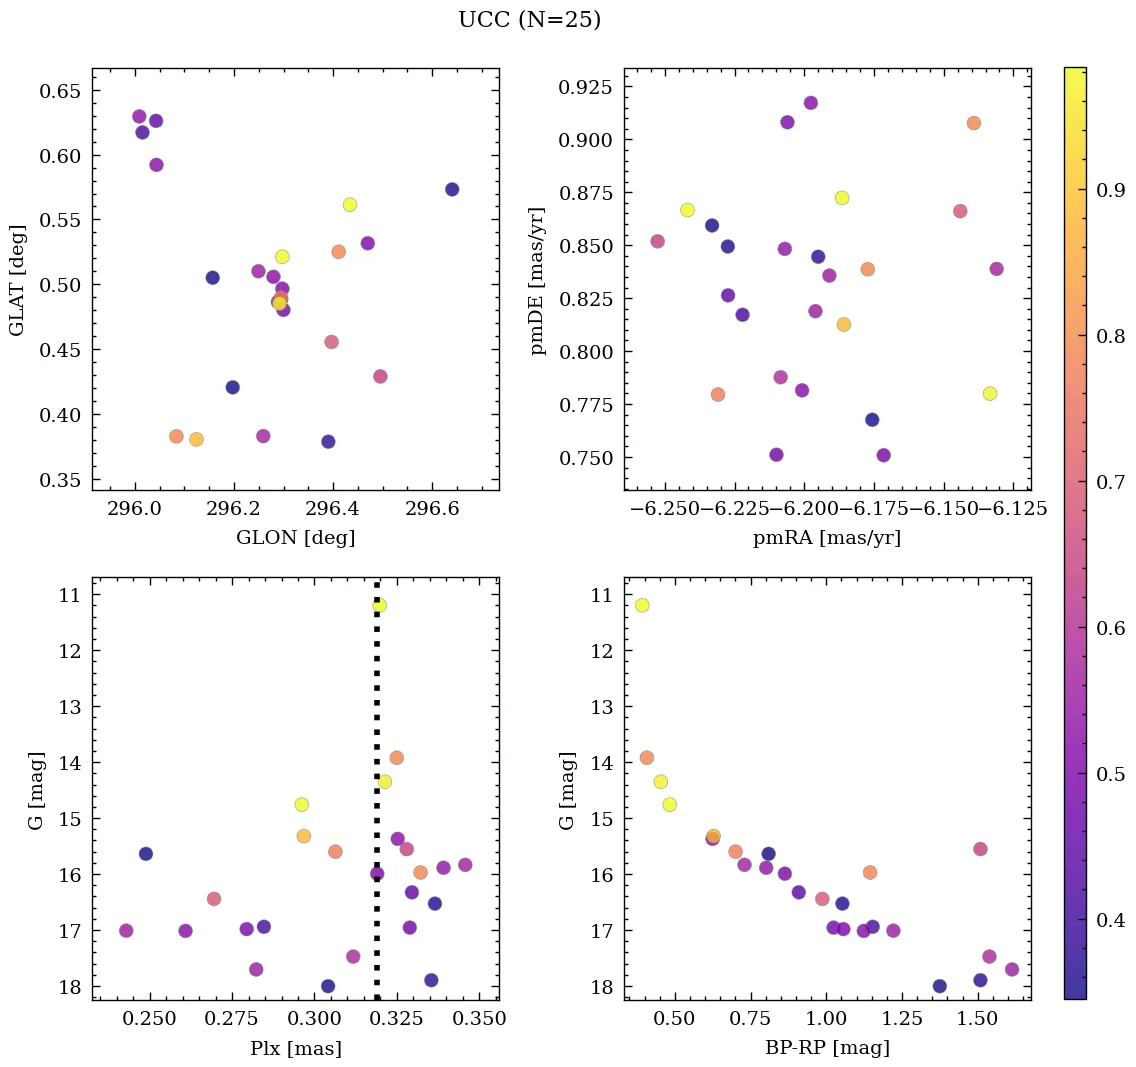 UCC (N=25)
0.65
0.60
0.55
0.50
0.45
0.40
0.35
GLAT [deg]
296.0 296.2 296.4 296.6
GLON [deg]
0.925
0.900
0.875
0.850
0.825
0.800
0.775
0.750
pmDE [mas/yr]
−6.250 −6.225 −6.200 −6.175 −6.150 −6.125
pmRA [mas/yr]
11
12
13
14
15
16
17
18
G [mag]
0.250 0.275 0.300 0.325 0.350
Plx [mas]
11
12
13
14
15
16
17
18
G [mag]
0.50 0.75 1.00 1.25 1.50
BP-RP [mag]
0.9
0.8
0.7
0.6
0.5
0.4